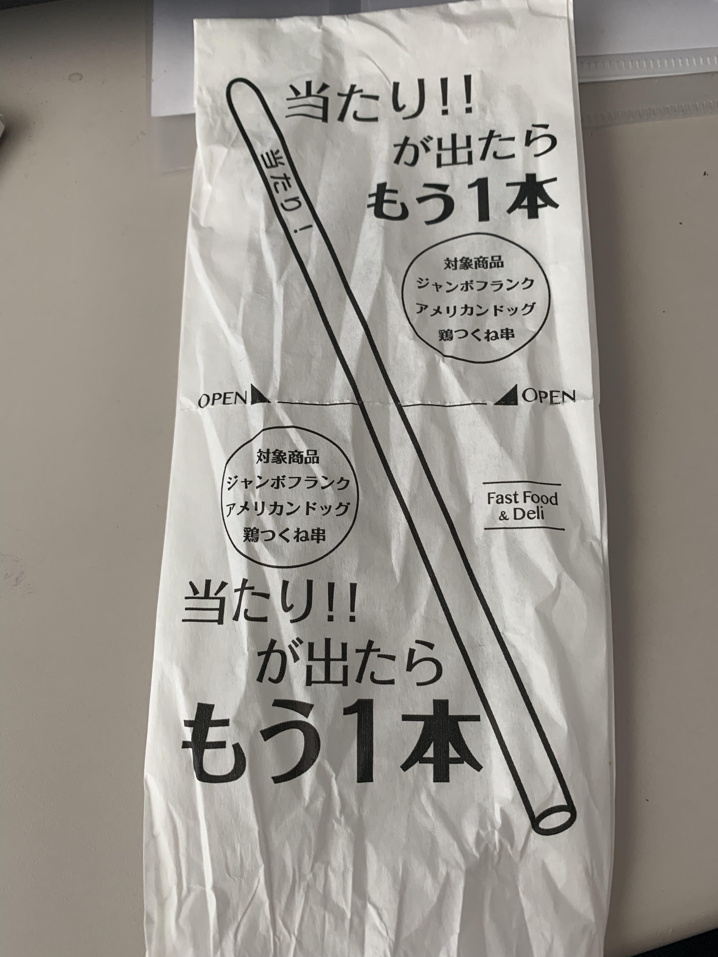 当たり!!
が出たら
もう1本
当たり!
対象商品
ジャンボフランク
アメリカンドッグ
鶏つくね串
OPEN
OPEN
対象商品
ジャンボフランク
アメリカンドッグ
鶏つくね串
Fast Food
& Deli
当たり!!
が出たら
もう1本